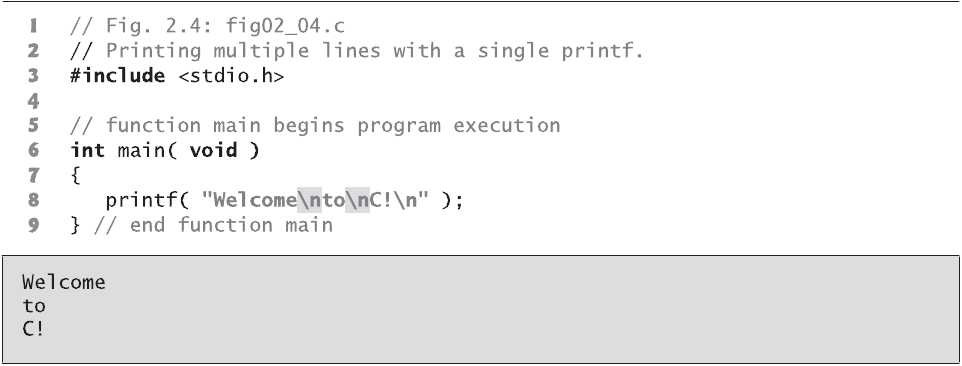 1 // Fig. 2.4: fig02_04.c
2 // Printing multiple lines with a single printf.
3 #include <stdio.h>
4
5 // function main begins program execution
6 int main( void )
7 {
8 printf( "Welcome\nto\nC!\n" );
9 } // end function main
Welcome
to
C!